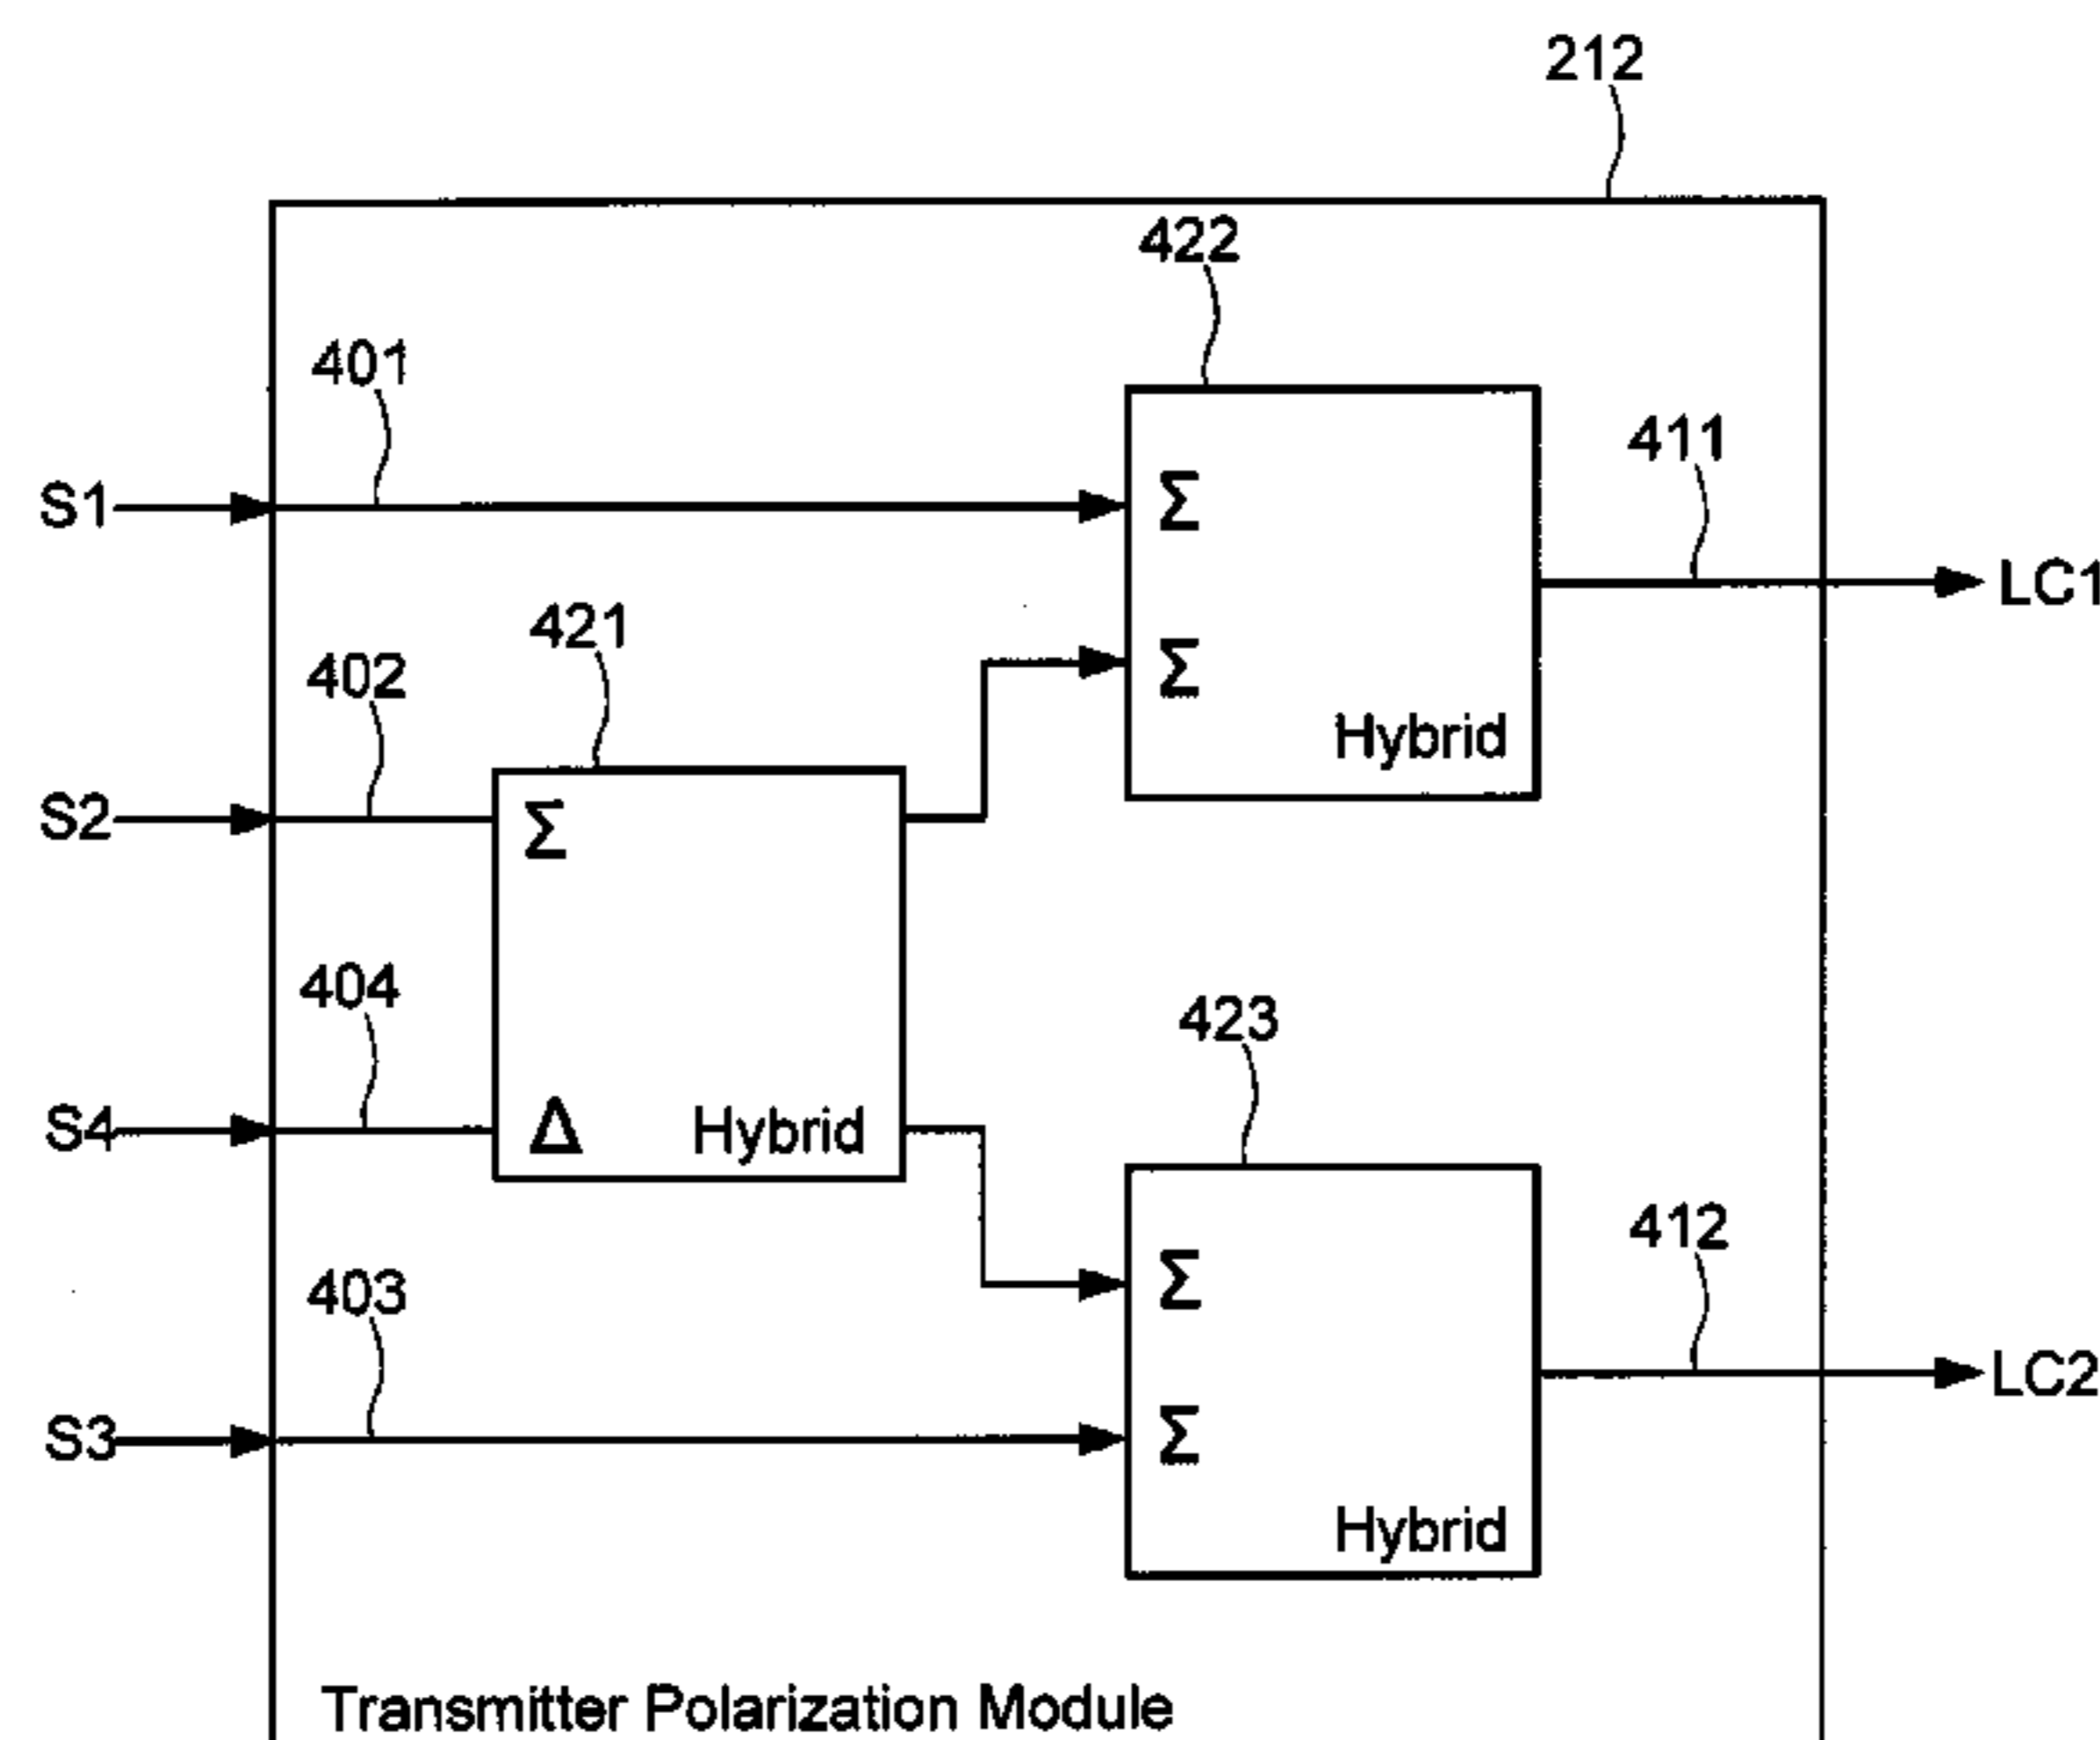 212
422
401
Σ
411
S1
LC1
421
Σ
402
Hybrid
S2
Σ
404
423
S4
Δ
Hybrid
412
403
Σ
LC2
S3
Σ
Hybrid
Transmitter Polarization Module